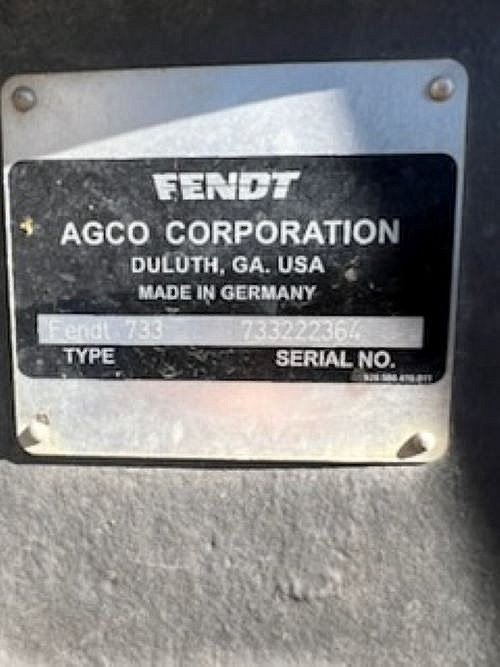 FENDT
AGCO CORPORATION
DULUTH, GA. USA
MADE IN GERMANY
Fendt 733 733222364
TYPE SERIAL NO.